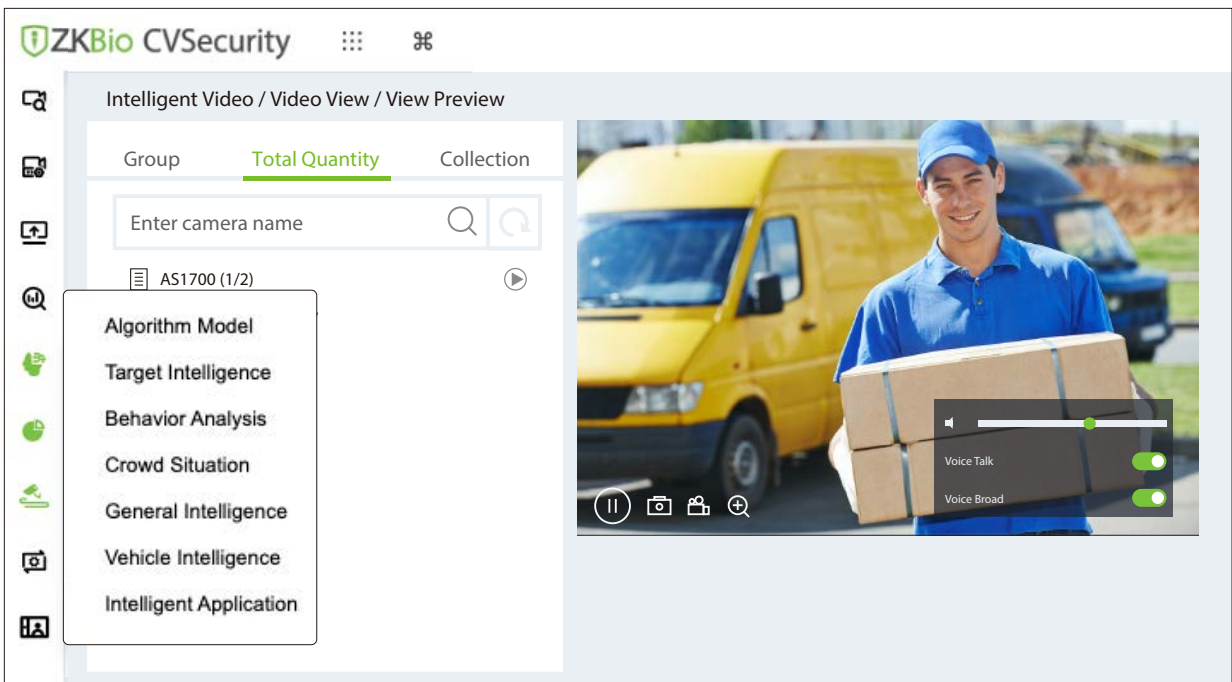 ZKBio CVSecurity
Intelligent Video / Video View / View Preview
Group Total Quantity Collection
Enter camera name
AS1700 (1/2)
Algorithm Model
Target Intelligence
Behavior Analysis
Crowd Situation
General Intelligence
Vehicle Intelligence
Intelligent Application
Voice Talk
Voice Broad